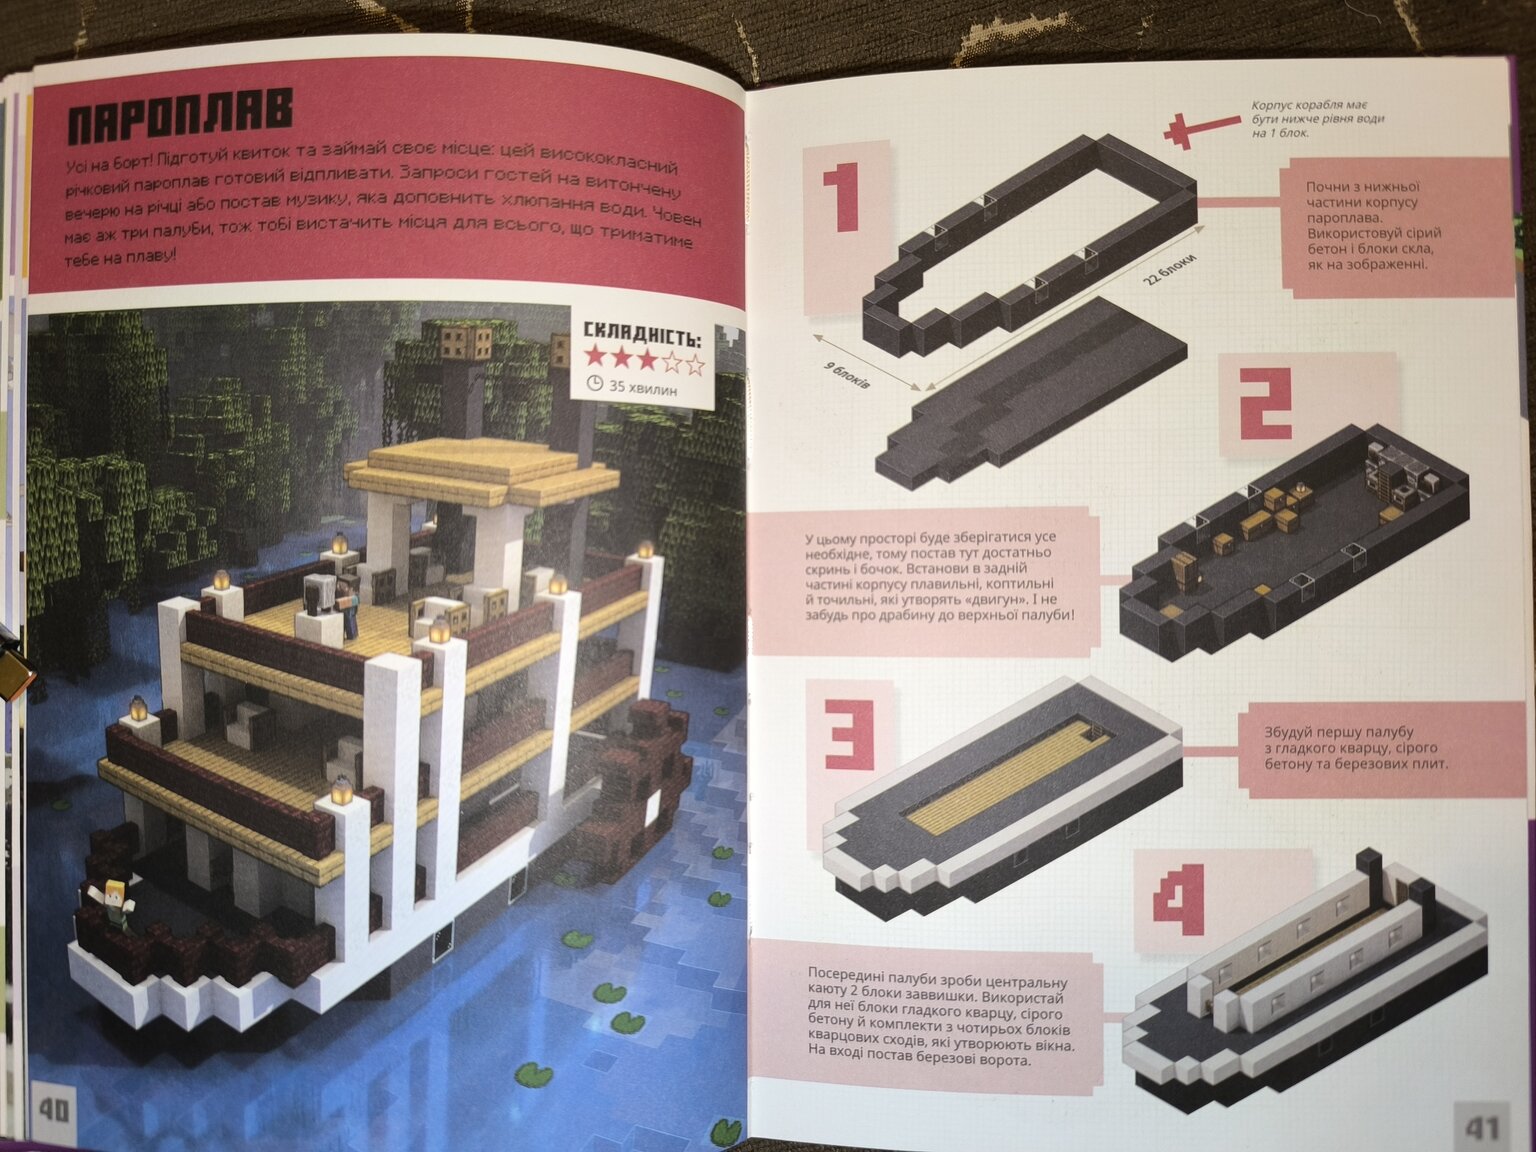 ПАРОПЛАВ
Усі на борт! Підготуй квиток та займай своє місце: цей висококласний
річковий пароплав готовий відпливати. Запроси гостей на витончену
вечерю на річці або постав музику, яка доповнить хлюпання води. Човен
має аж три палуби, тож тобі вистачить місця для всього, що триматиме
тебе на плаву!
СКЛАДНІСТЬ:
35 хвилин
40
1
Корпус корабля має
бути нижче рівня води
на 1 блок.
Почни з нижньої
частини корпусу
пароплава.
Використовуй сірий
бетон і блоки скла,
як на зображенні.
22 блоки
9 блоків
2
У цьому просторі буде зберігатися усе
необхідне, тому постав тут достатньо
скринь і бочок. Встанови в задній
частині корпусу плавильні, коптильні
й точильні, які утворять «двигун». І не
забудь про драбину до верхньої палуби!
3
Збудуй першу палубу
з гладкого кварцу, сірого
бетону та березових плит.
4
Посередині палуби зроби центральну
каюту 2 блоки заввишки. Використай
для неї блоки гладкого кварцу, сірого
бетону й комплекти з чотирьох блоків
кварцових сходів, які утворюють вікна.
На вході постав березові ворота.
41